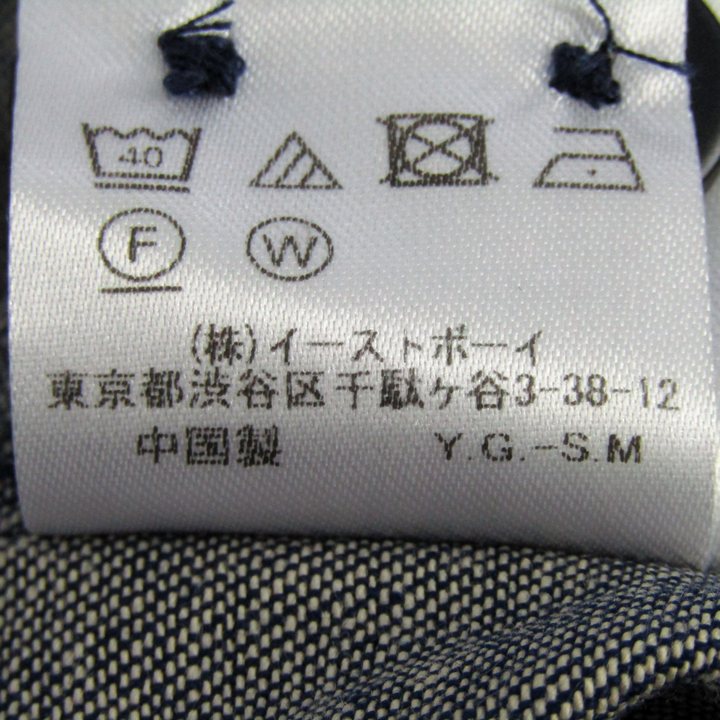 40
F W
(株)イーストボーイ
東京都渋谷区千駄ヶ谷3-38-12
中国製 Y.G.-S.M